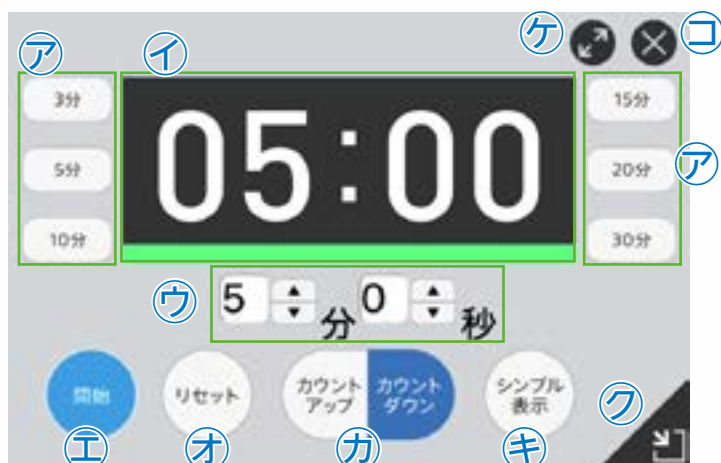 ケ
コ
ア
イ
3分
5分
10分
05:00
15分
20分
30分
ア
ウ
5分0秒
開始
リセット
カウント
アップ
カウント
ダウン
シンプル
表示
ク
エ
オ
カ
キ